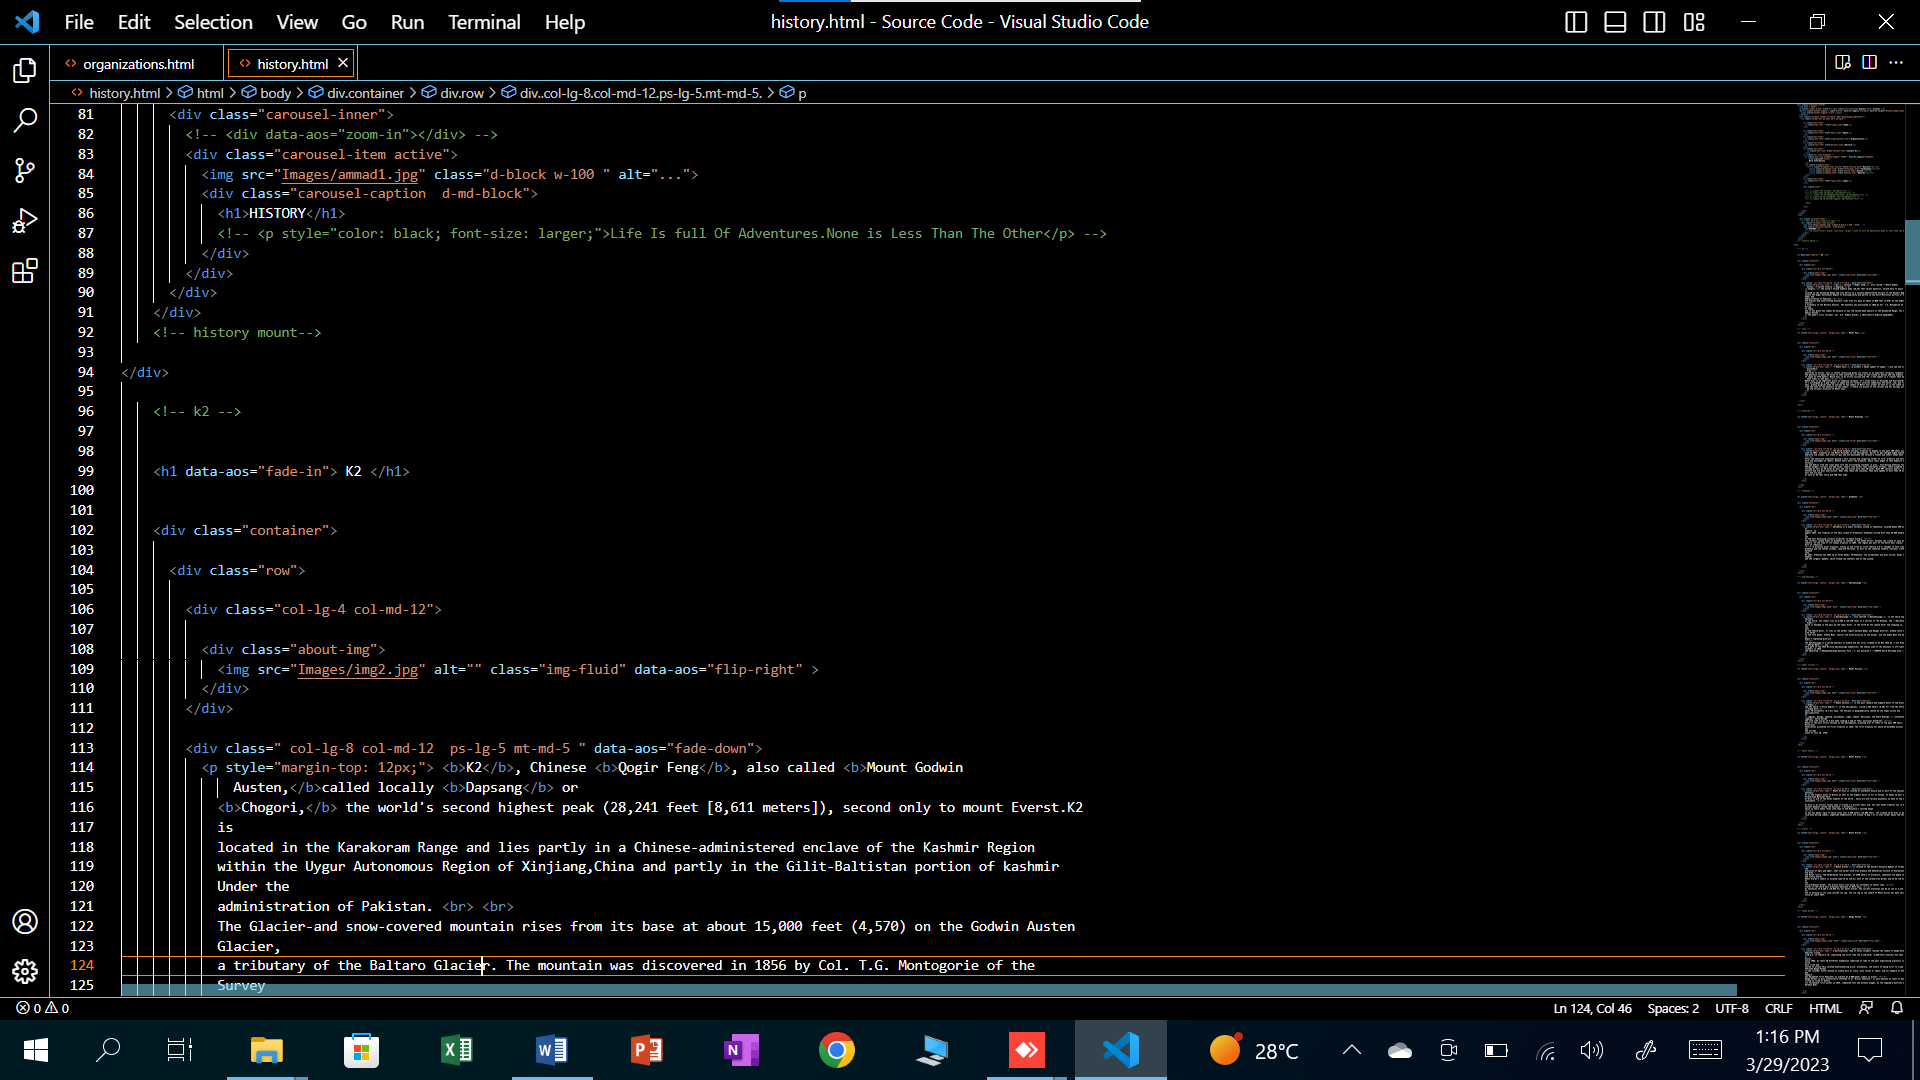 File Edit Selection View Go Run Terminal Help history.html - Source Code - Visual Studio Code
organizations.html history.html
history.html > html > body > div.container > div.row > div..col-lg-8.col-md-12.ps-lg-5.mt-md-5. > p
81 <div class="carousel-inner">
82 <!-- <div data-aos="zoom-in"></div> -->
83 <div class="carousel-item active">
84 <img src="Images/ammad1.jpg" class="d-block w-100 " alt="...">
85 <div class="carousel-caption  d-md-block">
86 <h1>HISTORY</h1>
87 <!-- <p style="color: black; font-size: larger;">Life Is full Of Adventures.None is Less Than The Other</p> -->
88 </div>
89 </div>
90 </div>
91 </div>
92 <!-- history mount-->
93
94 </div>
95
96 <!-- k2 -->
97
98
99 <h1 data-aos="fade-in"> K2 </h1>
100
101
102 <div class="container">
103
104 <div class="row">
105
106 <div class="col-lg-4 col-md-12">
107
108 <div class="about-img">
109 <img src="Images/img2.jpg" alt="" class="img-fluid" data-aos="flip-right" >
110 </div>
111 </div>
112
113 <div class=" col-lg-8 col-md-12  ps-lg-5 mt-md-5 " data-aos="fade-down">
114 <p style="margin-top: 12px;"> <b>K2</b>, Chinese <b>Qogir Feng</b>, also called <b>Mount Godwin
115 Austen,</b>called locally <b>Dapsang</b> or
116 <b>Chogori,</b> the world's second highest peak (28,241 feet [8,611 meters]), second only to mount Everst.K2
117 is
118 located in the Karakoram Range and lies partly in a Chinese-administered enclave of the Kashmir Region
119 within the Uygur Autonomous Region of Xinjiang,China and partly in the Gilit-Baltistan portion of kashmir
120 Under the
121 administration of Pakistan. <br> <br>
122 The Glacier-and snow-covered mountain rises from its base at about 15,000 feet (4,570) on the Godwin Austen
123 Glacier,
124 a tributary of the Baltaro Glacier. The mountain was discovered in 1856 by Col. T.G. Montogorie of the
125 Survey
0 0 Ln 124, Col 46 Spaces: 2 UTF-8 CRLF HTML
28°C 1:16 PM
3/29/2023